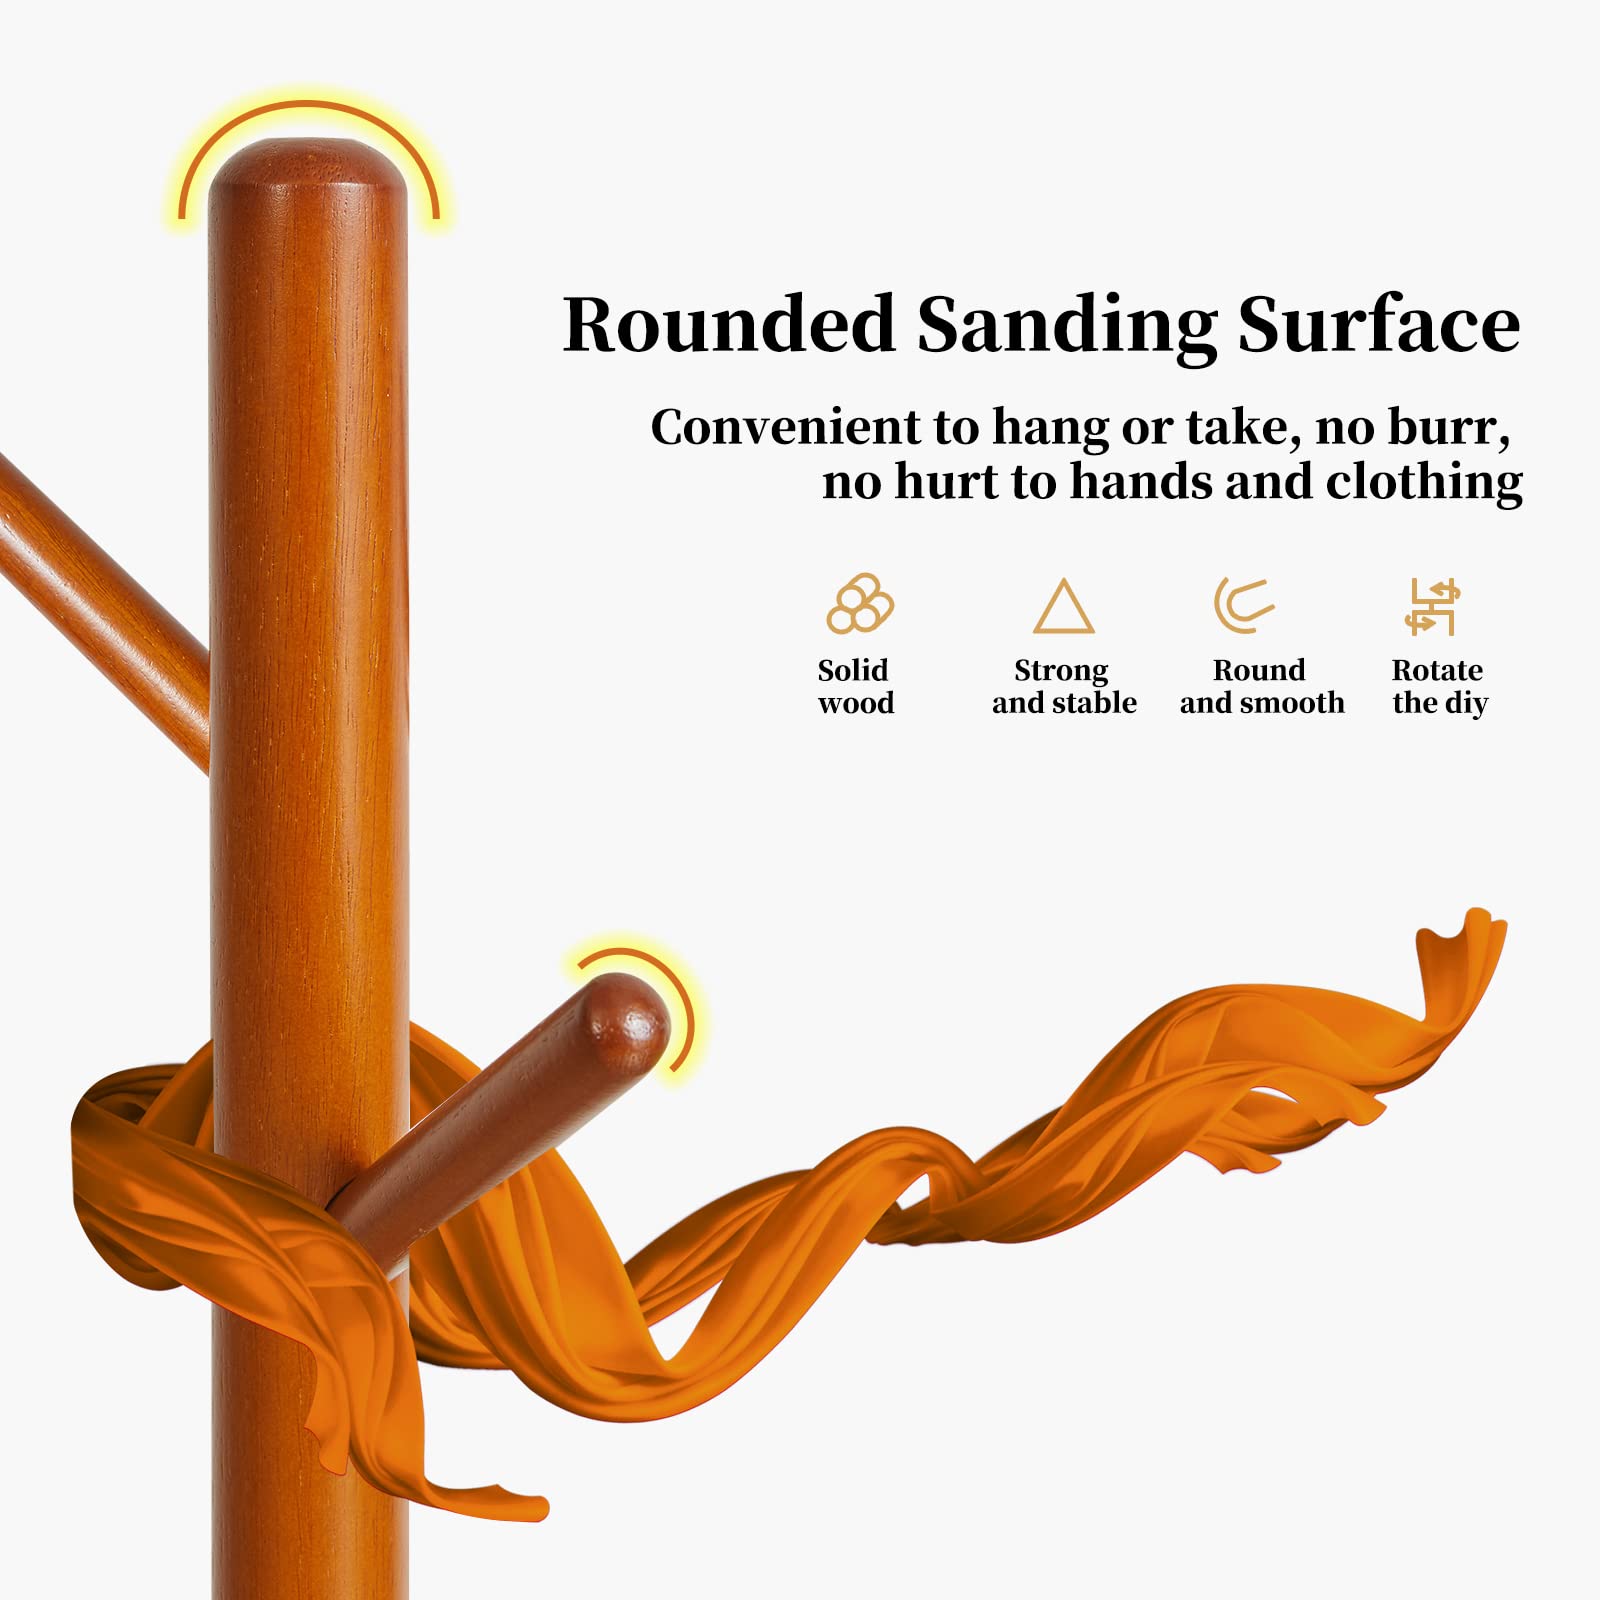 Rounded Sanding Surface
Convenient to hang or take, no burr,
no hurt to hands and clothing
Solid
wood
Strong
and stable
Round
and smooth
Rotate
the diy